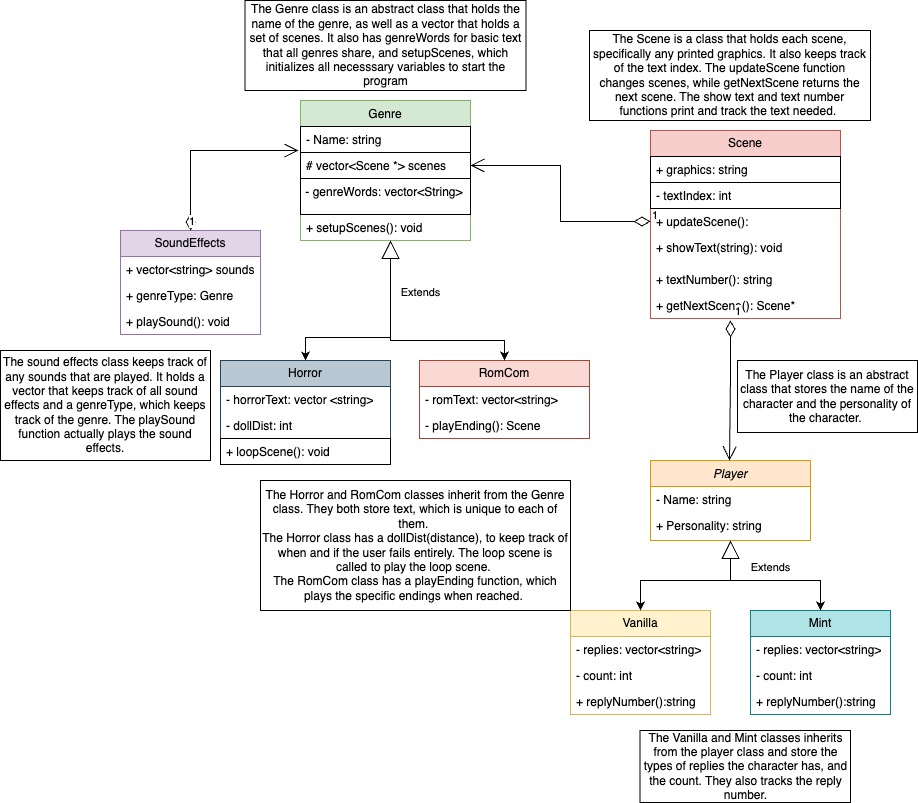 The Genre class is an abstract class that holds the
name of the genre, as well as a vector that holds a
set of scenes. It also has genreWords for basic text
that all genres share, and setupScenes, which
initializes all necesssary variables to start the
program
The Scene is a class that holds each scene,
specifically any printed graphics. It also keeps track
of the text index. The updateScene function
changes scenes, while getNextScene returns the
next scene. The show text and text number
functions print and track the text needed.
Genre
- Name: string
# vector<Scene *> scenes
- genreWords: vector<String>
+ setupScenes(): void
Scene
+ graphics: string
- textIndex: int
1
+ updateScene():
+ showText(string): void
+ textNumber(): string
+ getNextScene(): Scene*
1
1
SoundEffects
+ vector<string> sounds
+ genreType: Genre
+ playSound(): void
Extends
The sound effects class keeps track of
any sounds that are played. It holds a
vector that keeps track of all sound
effects and a genreType, which keeps
track of the genre. The playSound
function actually plays the sound
effects.
Horror
- horrorText: vector <string>
- dollDist: int
+ loopScene(): void
RomCom
- romText: vector<string>
- playEnding(): Scene
The Player class is an abstract
class that stores the name of the
character and the personality of
the character.
Player
- Name: string
+ Personality: string
Extends
The Horror and RomCom classes inherit from the Genre
class. They both store text, which is unique to each of
them.
The Horror class has a dollDist(distance), to keep track of
when and if the user fails entirely. The loop scene is
called to play the loop scene.
The RomCom class has a playEnding function, which
plays the specific endings when reached.
Vanilla
- replies: vector<string>
- count: int
+ replyNumber():string
Mint
- replies: vector<string>
- count: int
+ replyNumber():string
The Vanilla and Mint classes inherits
from the player class and store the
types of replies the character has, and
the count. They also tracks the reply
number.